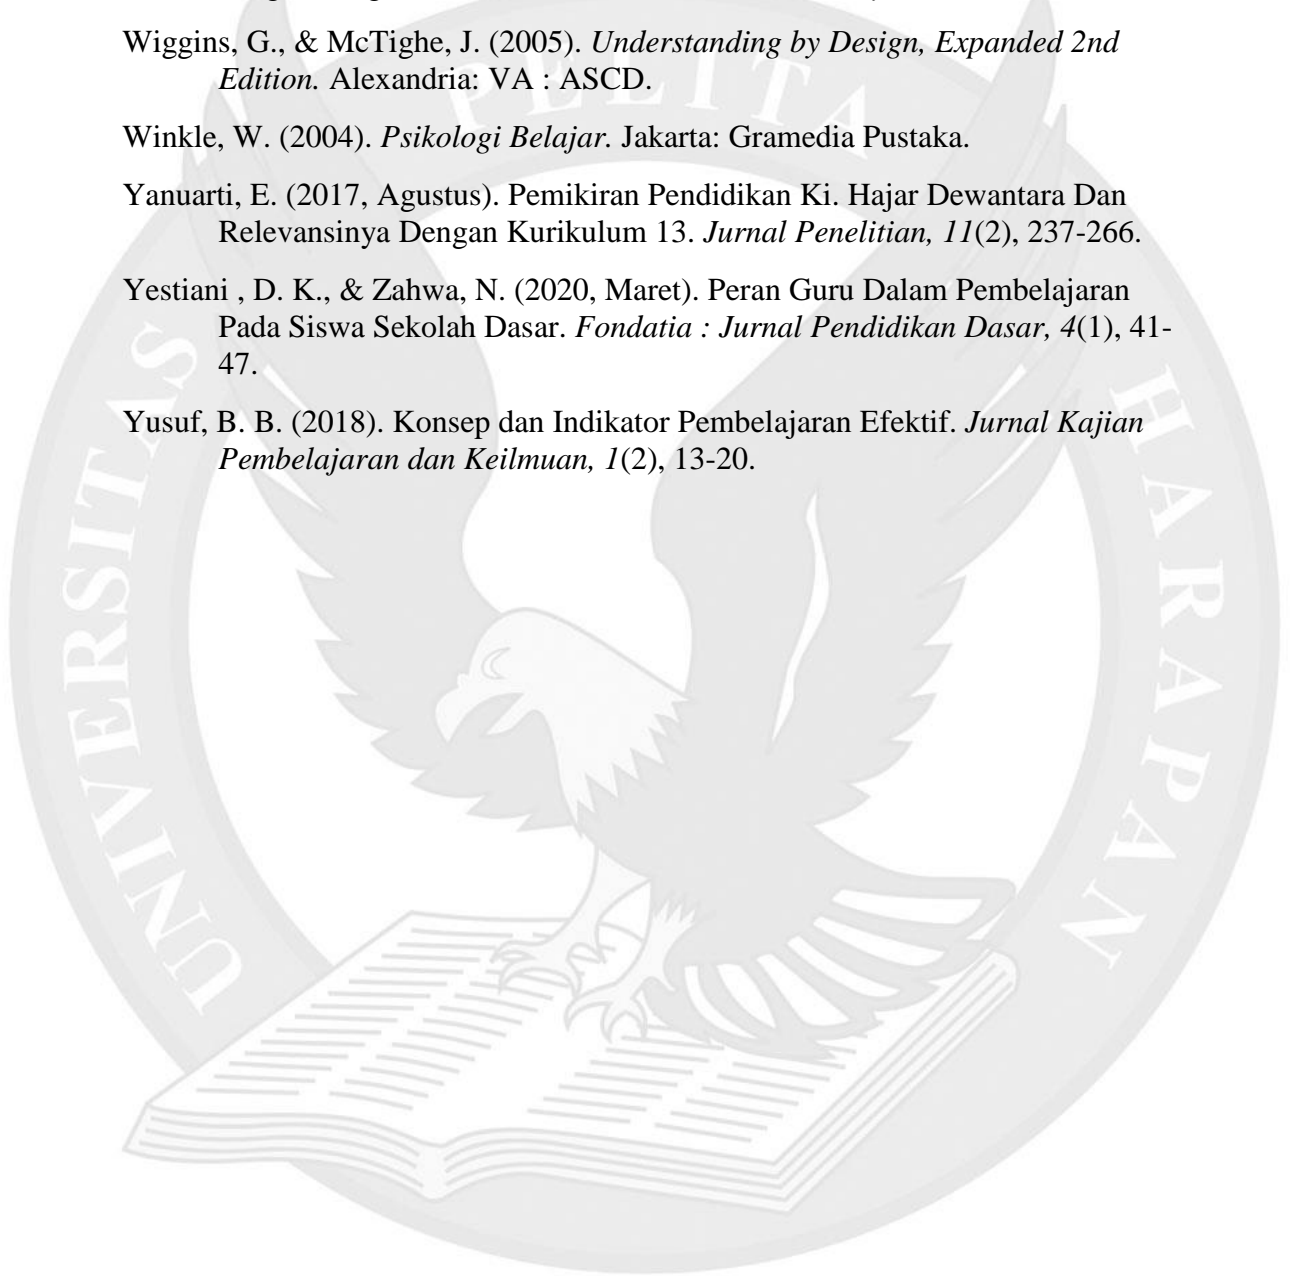 Wiggins, G., & McTighe, J. (2005). Understanding by Design, Expanded 2nd
Edition. Alexandria: VA : ASCD.
Winkle, W. (2004). Psikologi Belajar. Jakarta: Gramedia Pustaka.
Yanuarti, E. (2017, Agustus). Pemikiran Pendidikan Ki. Hajar Dewantara Dan
Relevansinya Dengan Kurikulum 13. Jurnal Penelitian, 11(2), 237-266.
Yestiani , D. K., & Zahwa, N. (2020, Maret). Peran Guru Dalam Pembelajaran
Pada Siswa Sekolah Dasar. Fondatia : Jurnal Pendidikan Dasar, 4(1), 41-
47.
Yusuf, B. B. (2018). Konsep dan Indikator Pembelajaran Efektif. Jurnal Kajian
Pembelajaran dan Keilmuan, 1(2), 13-20.
UNIVERSITAS PELITA HARAPAN